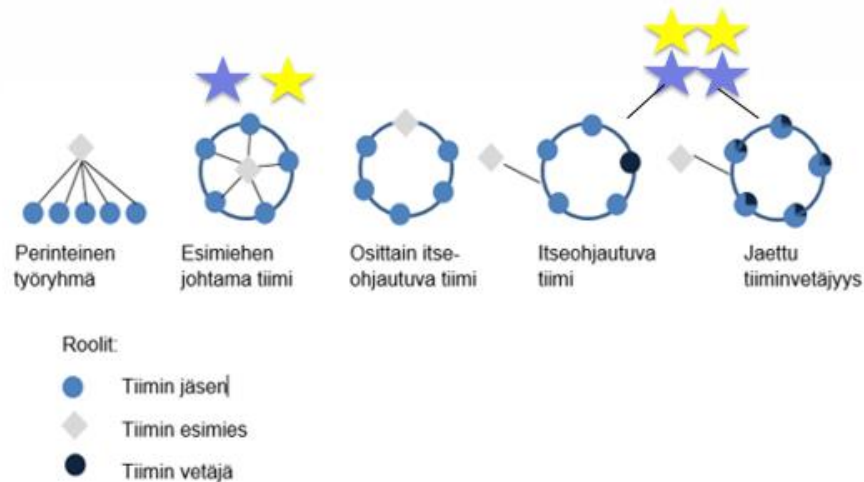 Perinteinen
työryhmä
Esimiehen
johtama tiimi
Osittain itse-
ohjautuva tiimi
Itseohjautuva
tiimi
Jaettu
tiiminvetäjyys
Roolit:
Tiimin jäsen
Tiimin esimies
Tiimin vetäjä